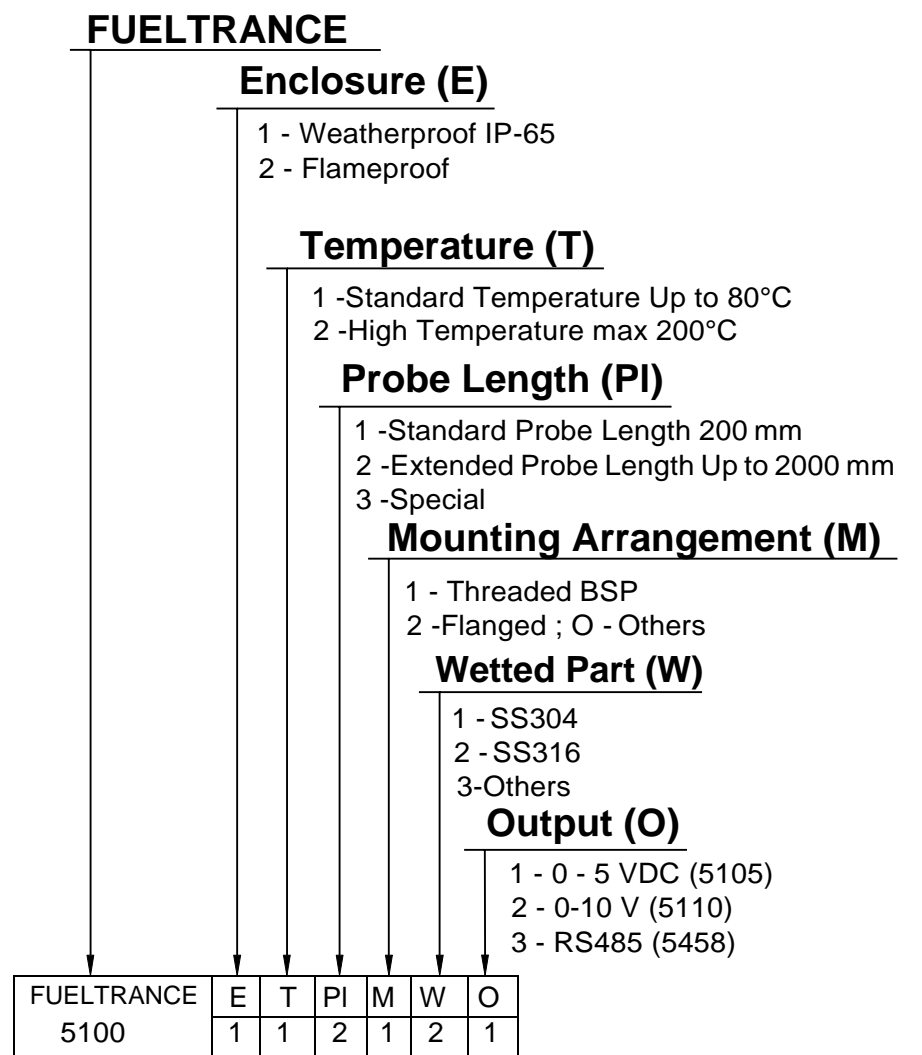 FUELTRANCE
Enclosure (E)
1 - Weatherproof IP-65
2 - Flameproof
Temperature (T)
1 -Standard Temperature Up to 80°C
2 -High Temperature max 200°C
Probe Length (Pl)
1 -Standard Probe Length 200 mm
2 -Extended Probe Length Up to 2000 mm
3 -Special
Mounting Arrangement (M)
1 - Threaded BSP
2 -Flanged ; O - Others
Wetted Part (W)
1 - SS304
2 - SS316
3-Others
Output (O)
1 - 0 - 5 VDC (5105)
2 - 0-10 V (5110)
3 - RS485 (5458)
FUELTRANCE E T Pl M W O
5100 1 1 2 1 2 1